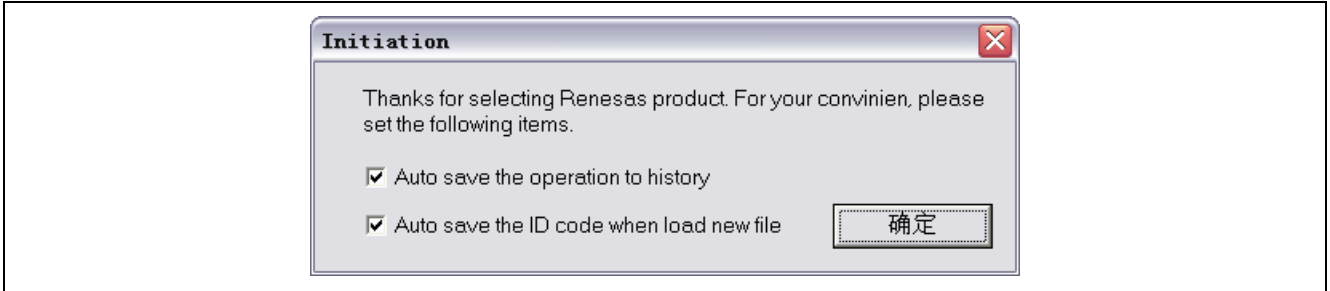 Initiation
Thanks for selecting Renesas product. For your convinien, please
set the following items.
Auto save the operation to history
Auto save the ID code when load new file
确定